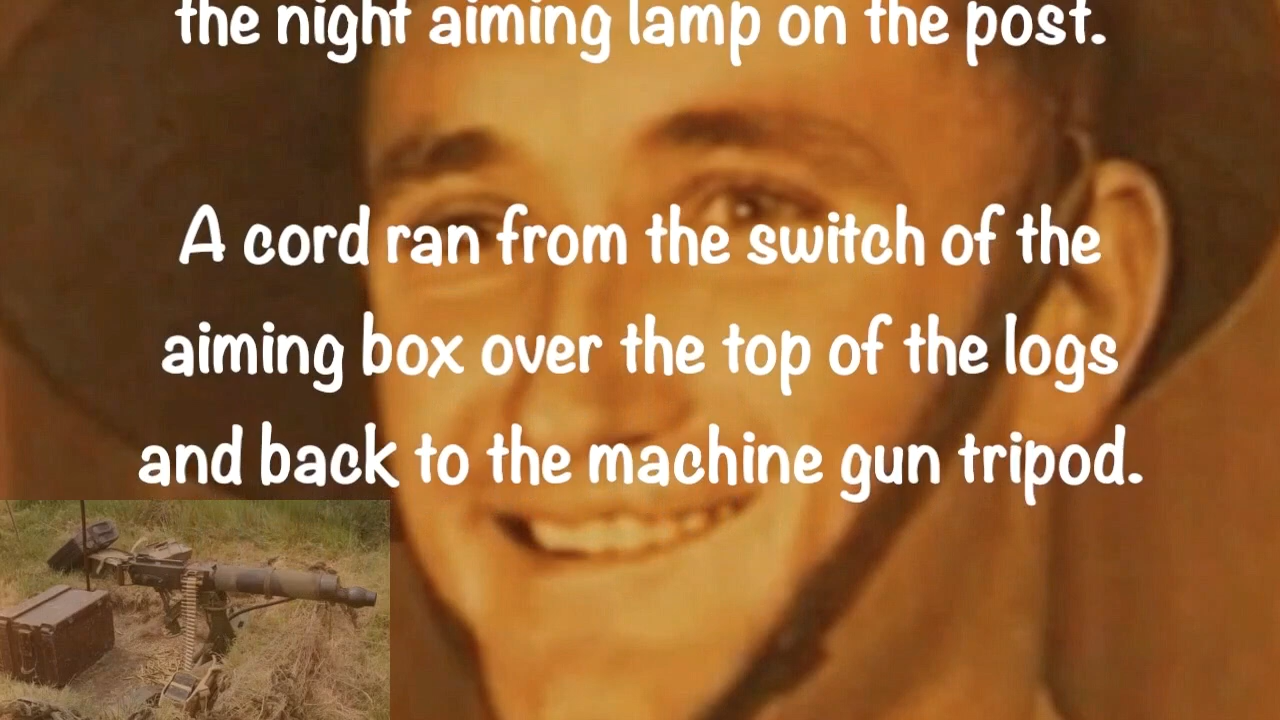 the night aiming lamp on the post.
A cord ran from the switch of the
aiming box over the top of the logs
and back to the machine gun tripod.